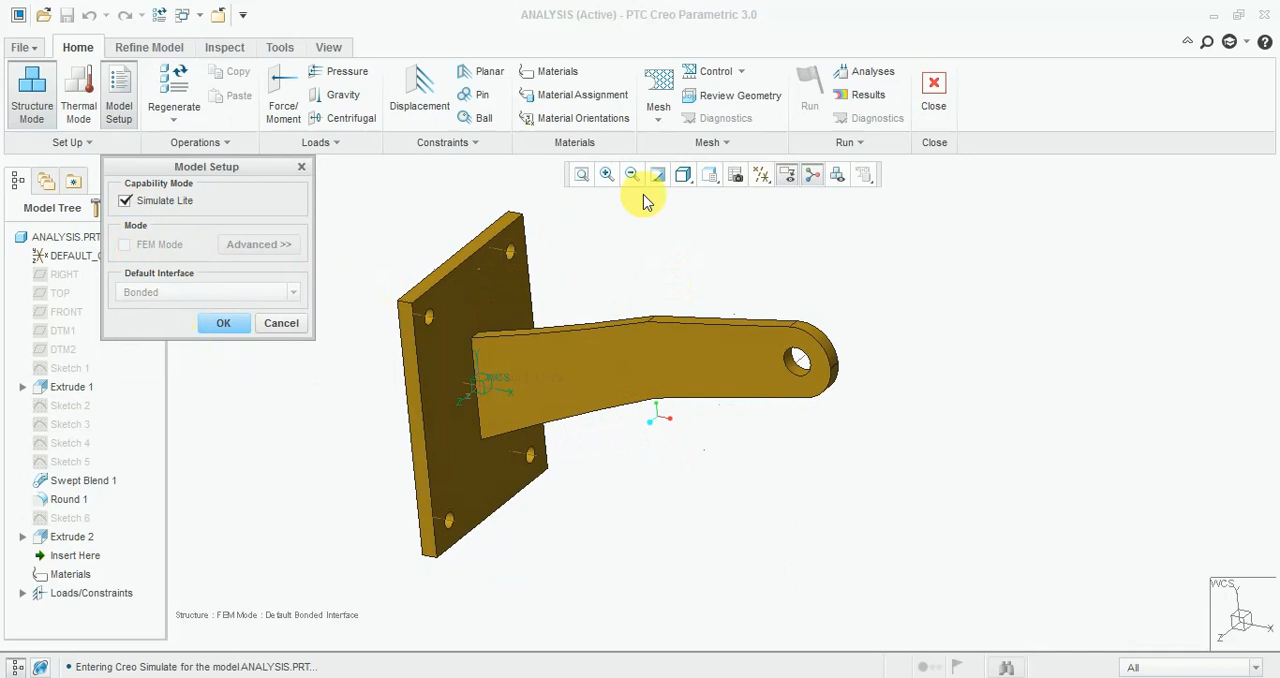 ANALYSIS (Active) - PTC Creo Parametric 3.0
File
Home
Refine Model
Inspect
Tools
View
Structure Mode
Thermal Mode
Model Setup
Set Up
Regenerate
Copy
Paste
Operations
Force/Moment
Pressure
Gravity
Centrifugal
Loads
Displacement
Planar
Pin
Ball
Constraints
Materials
Material Assignment
Material Orientations
Materials
Mesh
Control
Review Geometry
Diagnostics
Mesh
Run
Analyses
Results
Diagnostics
Run
Close
Close
Model Setup
Capability Mode
Simulate Lite
Mode
FEM Mode
Advanced >>
Default Interface
Bonded
OK
Cancel
Model Tree
ANALYSIS.PRT
DEFAULT_
RIGHT
TOP
FRONT
DTM1
DTM2
Sketch 1
Extrude 1
Sketch 2
Sketch 3
Sketch 4
Sketch 5
Swept Blend 1
Round 1
Sketch 6
Extrude 2
Insert Here
Materials
Loads/Constraints
WCS
X
Z
Structure : FEM Mode : Default Bonded Interface
WCS
Y
X
Z
• Entering Creo Simulate for the model ANALYSIS.PRT...
All